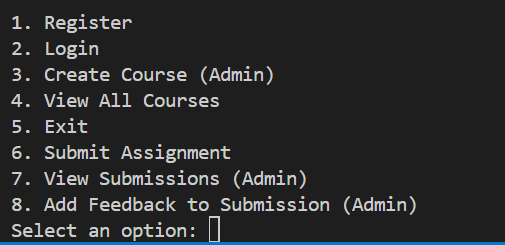 1. Register
2. Login
3. Create Course (Admin)
4. View All Courses
5. Exit
6. Submit Assignment
7. View Submissions (Admin)
8. Add Feedback to Submission (Admin)
Select an option: